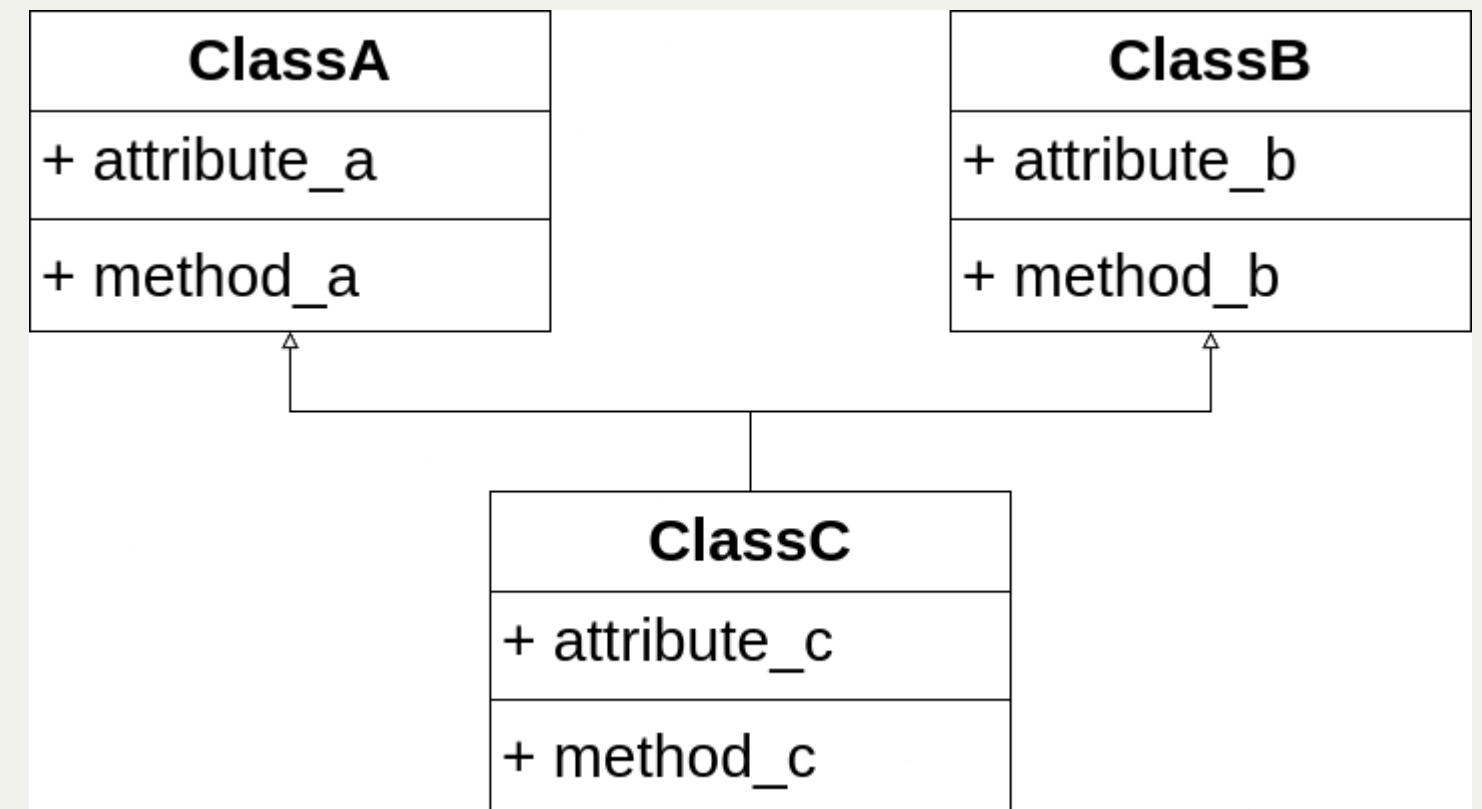 ClassA
+ attribute_a
+ method_a
ClassB
+ attribute_b
+ method_b
ClassC
+ attribute_c
+ method_c